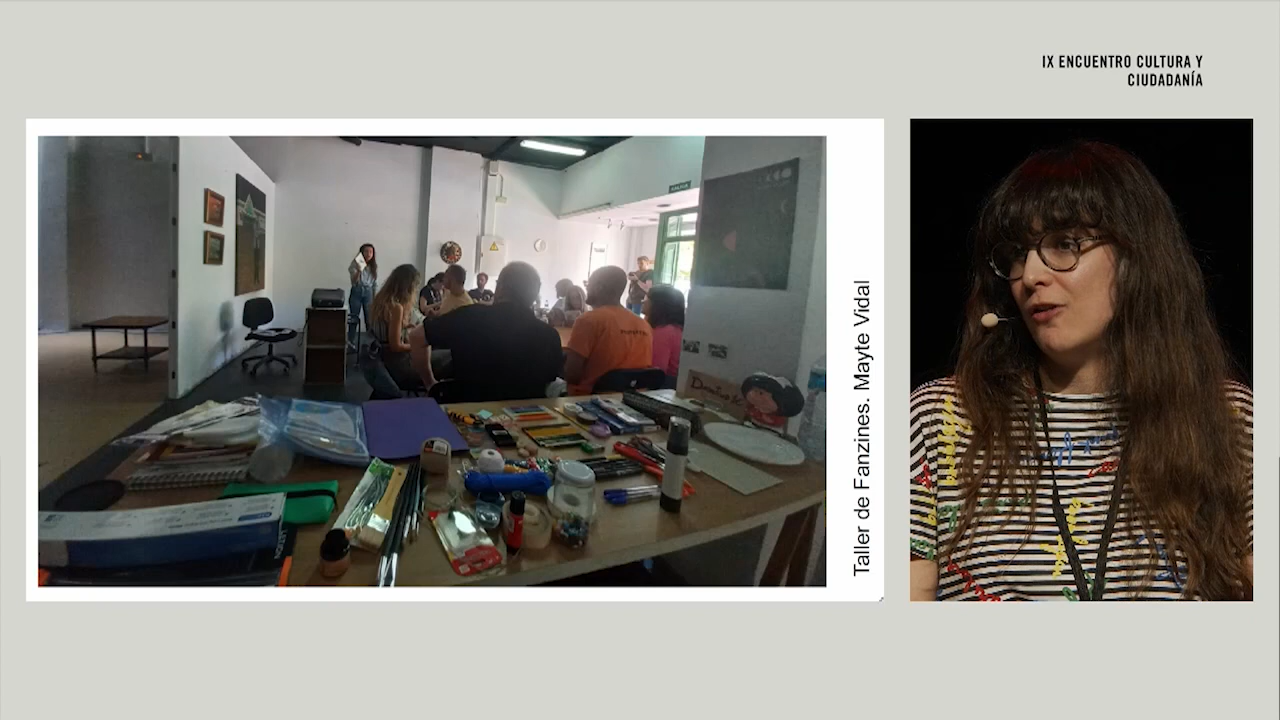 IX ENCUENTRO CULTURA Y
CIUDADANÍA
Taller de Fanzines. Mayte Vidal